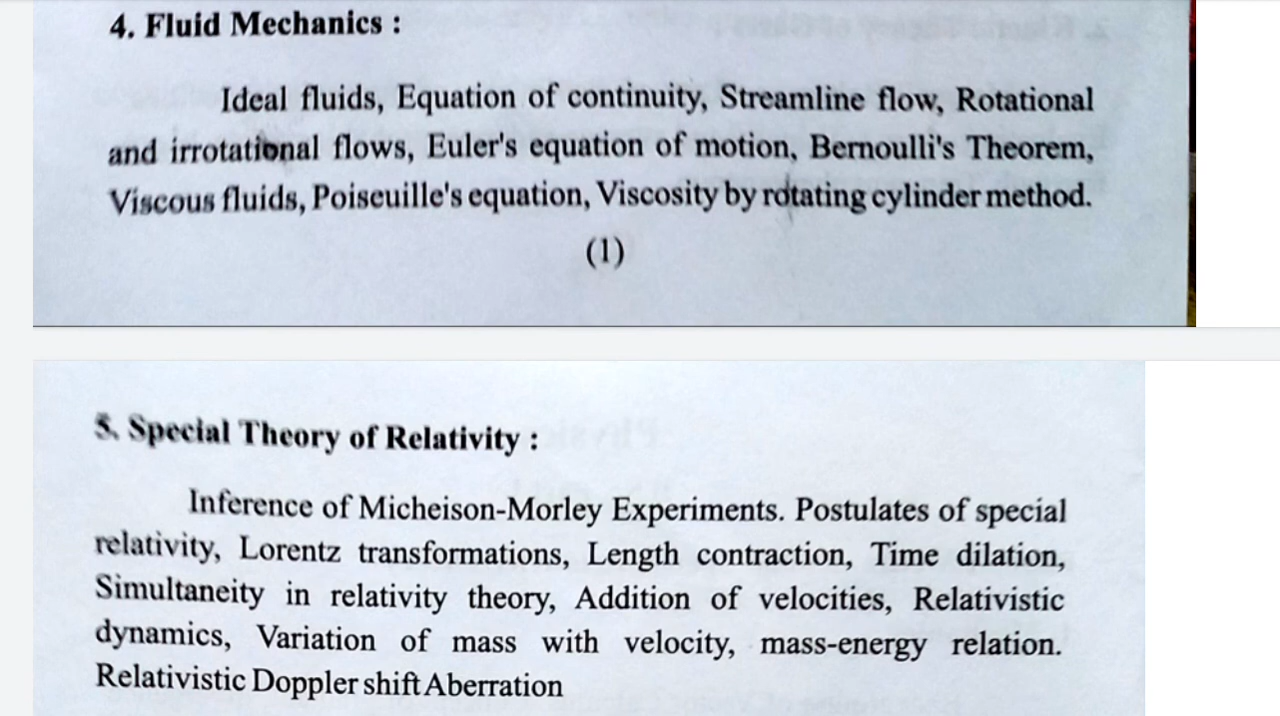 4. Fluid Mechanics :
Ideal fluids, Equation of continuity, Streamline flow, Rotational
and irrotational flows, Euler's equation of motion, Bernoulli's Theorem,
Viscous fluids, Poiseuille's equation, Viscosity by rotating cylinder method.
(1)
5. Special Theory of Relativity :
Inference of Micheison-Morley Experiments. Postulates of special
relativity, Lorentz transformations, Length contraction, Time dilation,
Simultaneity in relativity theory, Addition of velocities, Relativistic
dynamics, Variation of mass with velocity, mass-energy relation.
Relativistic Doppler shift Aberration